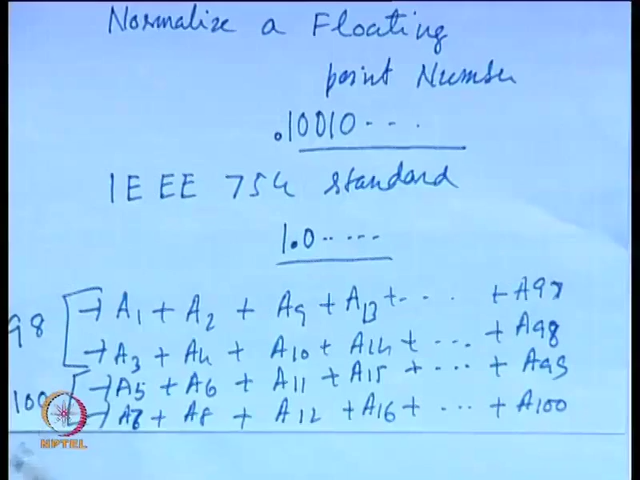 Normalize a Floating
point Number
.10010- - - .
IEEE 754 standard
1.0 - - - - -
98 → A1 + A2 + A9 + A13 + - - . . + A97
→ A3 + A4 + A10 + A14 + - - - + A98
100 → A5 + A6 + A11 + A15 + - - - + A99
→ A7 + A8 + A12 + A16 + - - - + A100
NPTEL